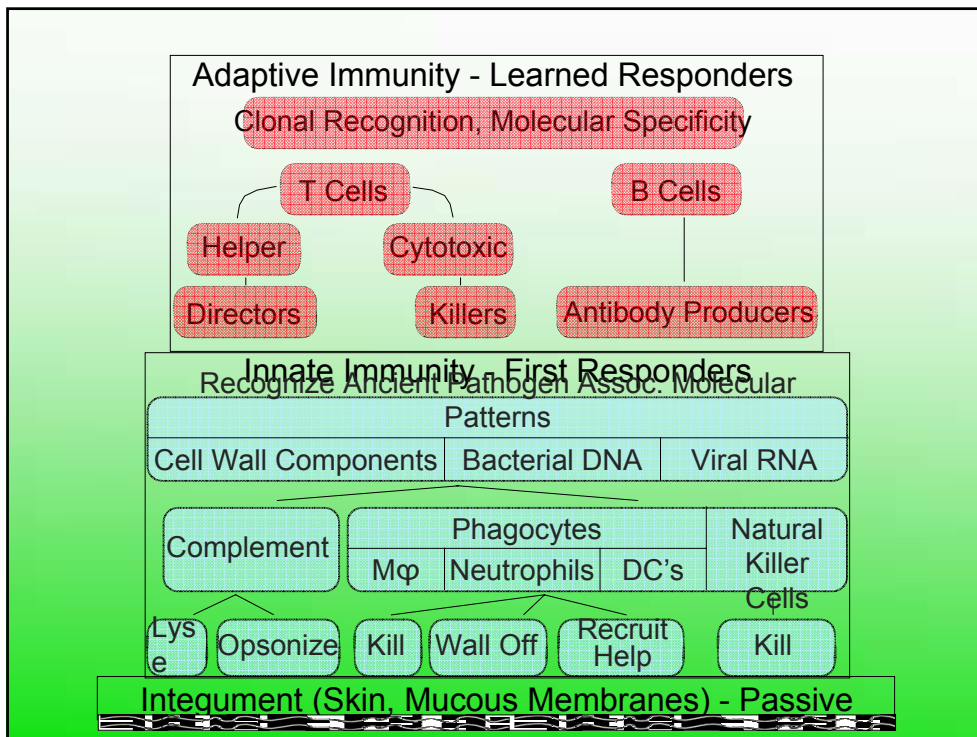 Adaptive Immunity - Learned Responders
Clonal Recognition, Molecular Specificity
T Cells
B Cells
Helper
Cytotoxic
Directors
Killers
Antibody Producers
Innate Immunity - First Responders
Recognize Ancient Pathogen Assoc. Molecular
Patterns
Cell Wall Components
Bacterial DNA
Viral RNA
Complement
Phagocytes
Mφ
Neutrophils
DC's
Natural
Killer
Cells
Lys
e
Opsonize
Kill
Wall Off
Recruit
Help
Kill
Integument (Skin, Mucous Membranes) - Passive